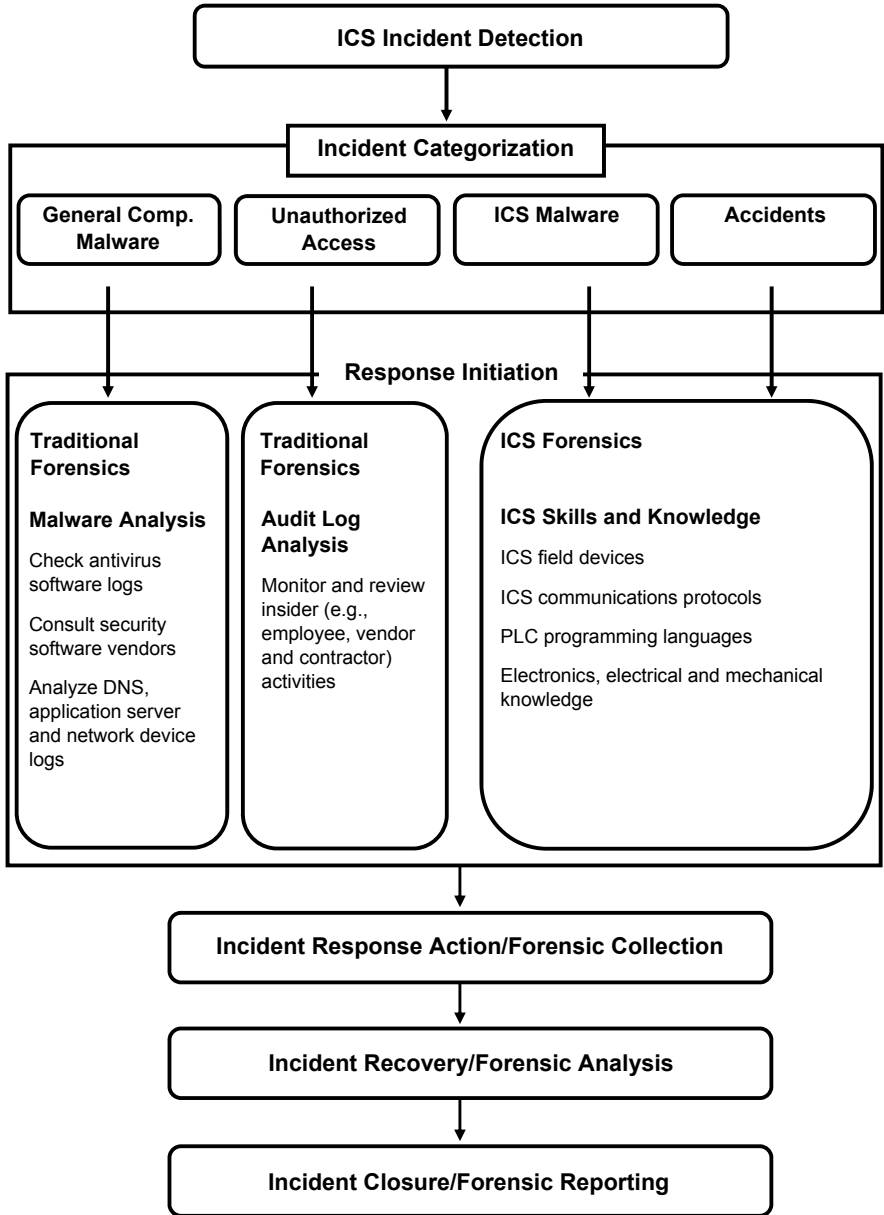 ICS Incident Detection
Incident Categorization
General Comp.
Malware
Unauthorized
Access
ICS Malware
Accidents
Response Initiation
Traditional
Forensics
Malware Analysis
Check antivirus
software logs
Consult security
software vendors
Analyze DNS,
application server
and network device
logs
Traditional
Forensics
Audit Log
Analysis
Monitor and review
insider (e.g.,
employee, vendor
and contractor)
activities
ICS Forensics
ICS Skills and Knowledge
ICS field devices
ICS communications protocols
PLC programming languages
Electronics, electrical and mechanical
knowledge
Incident Response Action/Forensic Collection
Incident Recovery/Forensic Analysis
Incident Closure/Forensic Reporting